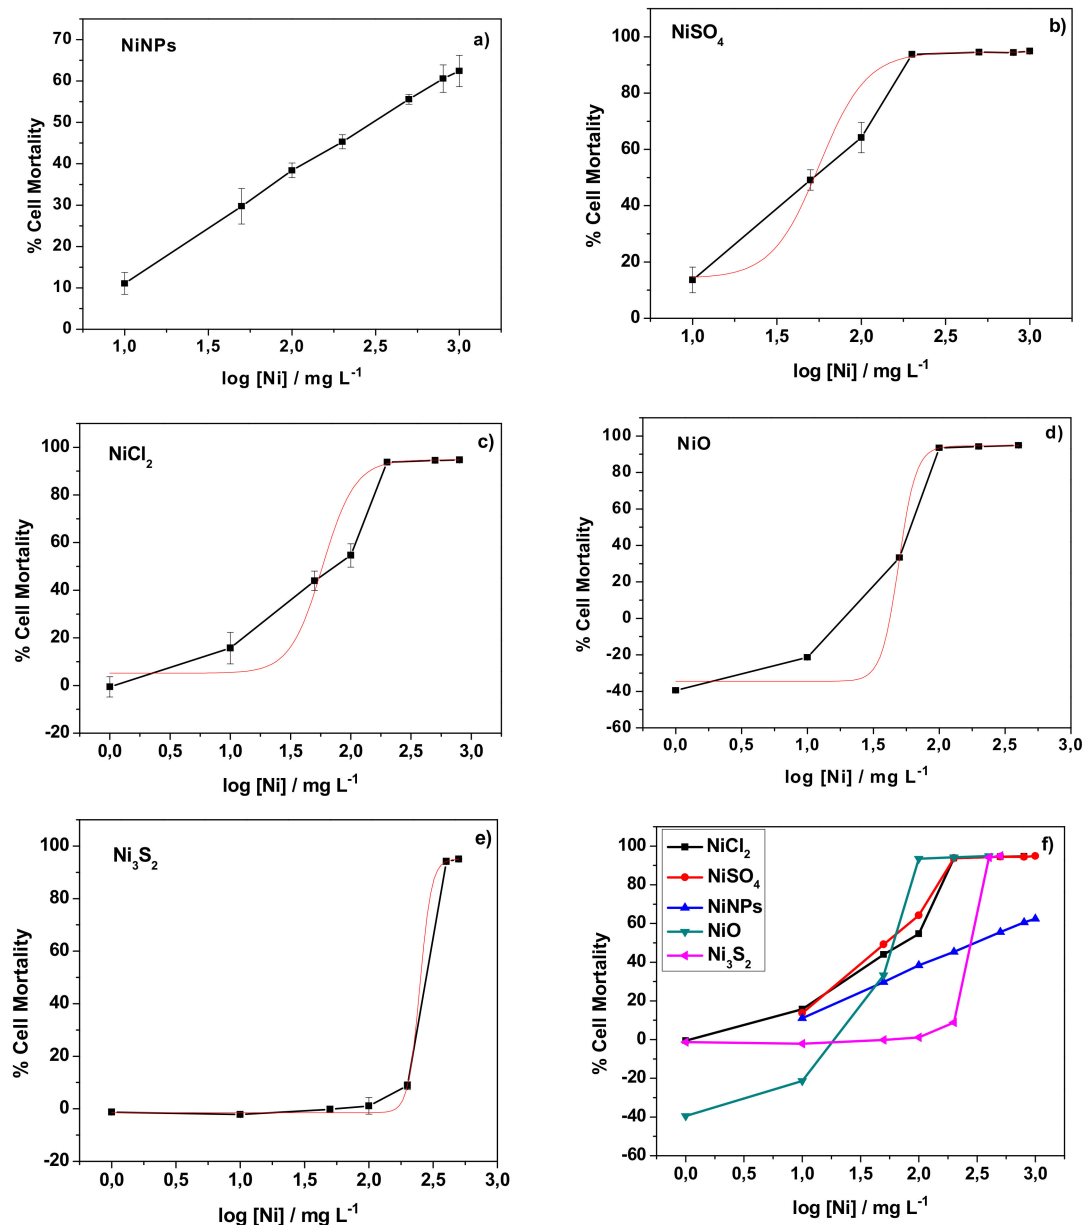 NiNPs
a)
70
60
50
40
30
20
10
0
% Cell Mortality
1,0 1,5 2,0 2,5 3,0
log [Ni] / mg L⁻¹
NiSO₄
b)
100
80
60
40
20
0
% Cell Mortality
1,0 1,5 2,0 2,5 3,0
log [Ni] / mg L⁻¹
NiCl₂
c)
100
80
60
40
20
0
-20
% Cell Mortality
0,0 0,5 1,0 1,5 2,0 2,5 3,0
log [Ni] / mg L⁻¹
NiO
d)
100
80
60
40
20
0
-20
-40
-60
% Cell Mortality
0,0 0,5 1,0 1,5 2,0 2,5 3,0
log [Ni] / mg L⁻¹
Ni₃S₂
e)
100
80
60
40
20
0
-20
% Cell Mortality
0,0 0,5 1,0 1,5 2,0 2,5 3,0
log [Ni] / mg L⁻¹
f)
NiCl₂
NiSO₄
NiNPs
NiO
Ni₃S₂
100
80
60
40
20
0
-20
-40
-60
% Cell Mortality
0,0 0,5 1,0 1,5 2,0 2,5 3,0
log [Ni] / mg L⁻¹